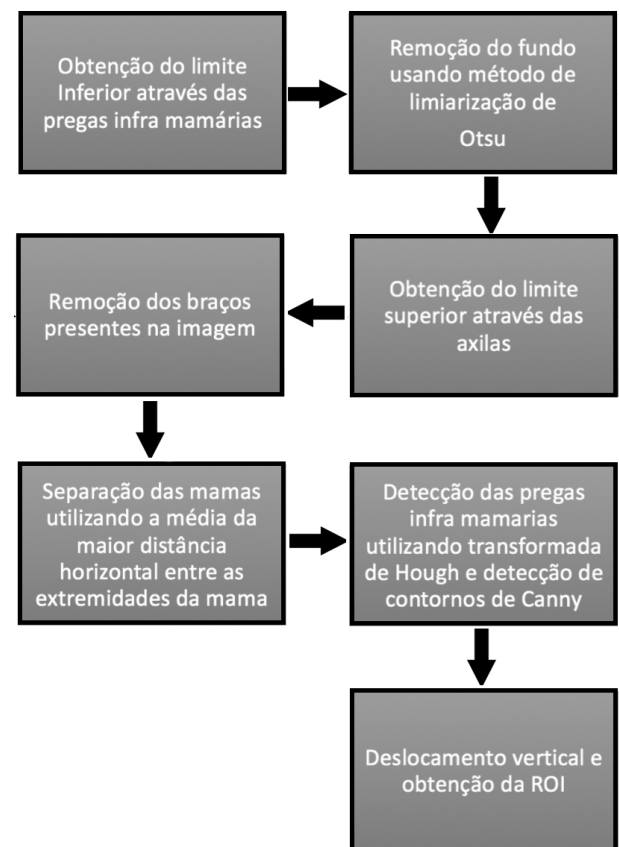 Obtenção do limite
Inferior através das
pregas infra mamárias
Remoção do fundo
usando método de
limiarização de
Otsu
Obtenção do limite
superior através das
axilas
Remoção dos braços
presentes na imagem
Separação das mamas
utilizando a média da
maior distância
horizontal entre as
extremidades da mama
Detecção das pregas
infra mamarias
utilizando transformada
de Hough e detecção de
contornos de Canny
Deslocamento vertical e
obtenção da ROI